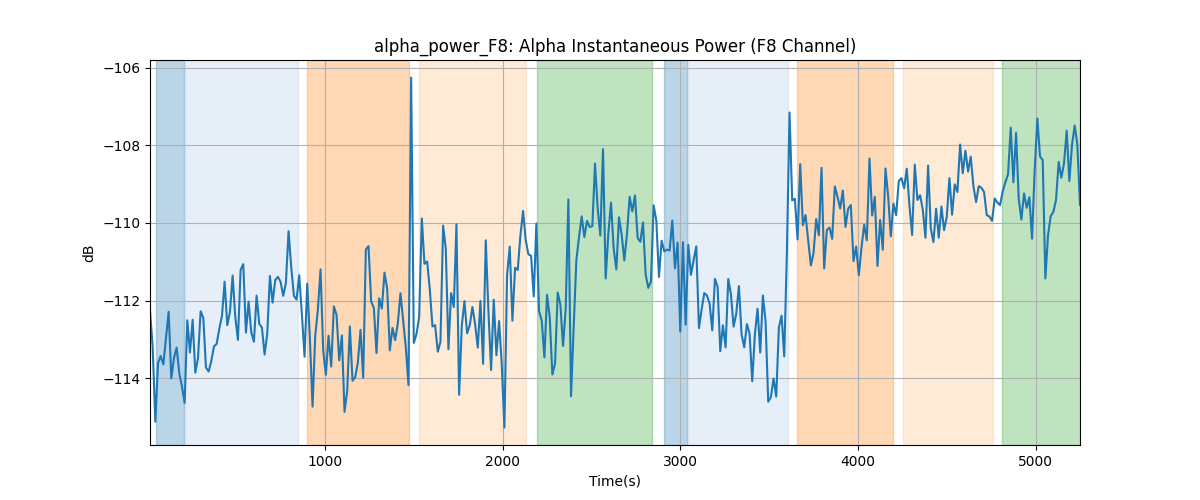 alpha_power_F8: Alpha Instantaneous Power (F8 Channel)
−106
−108
−110
−112
−114
dB
1000 2000 3000 4000 5000
Time(s)